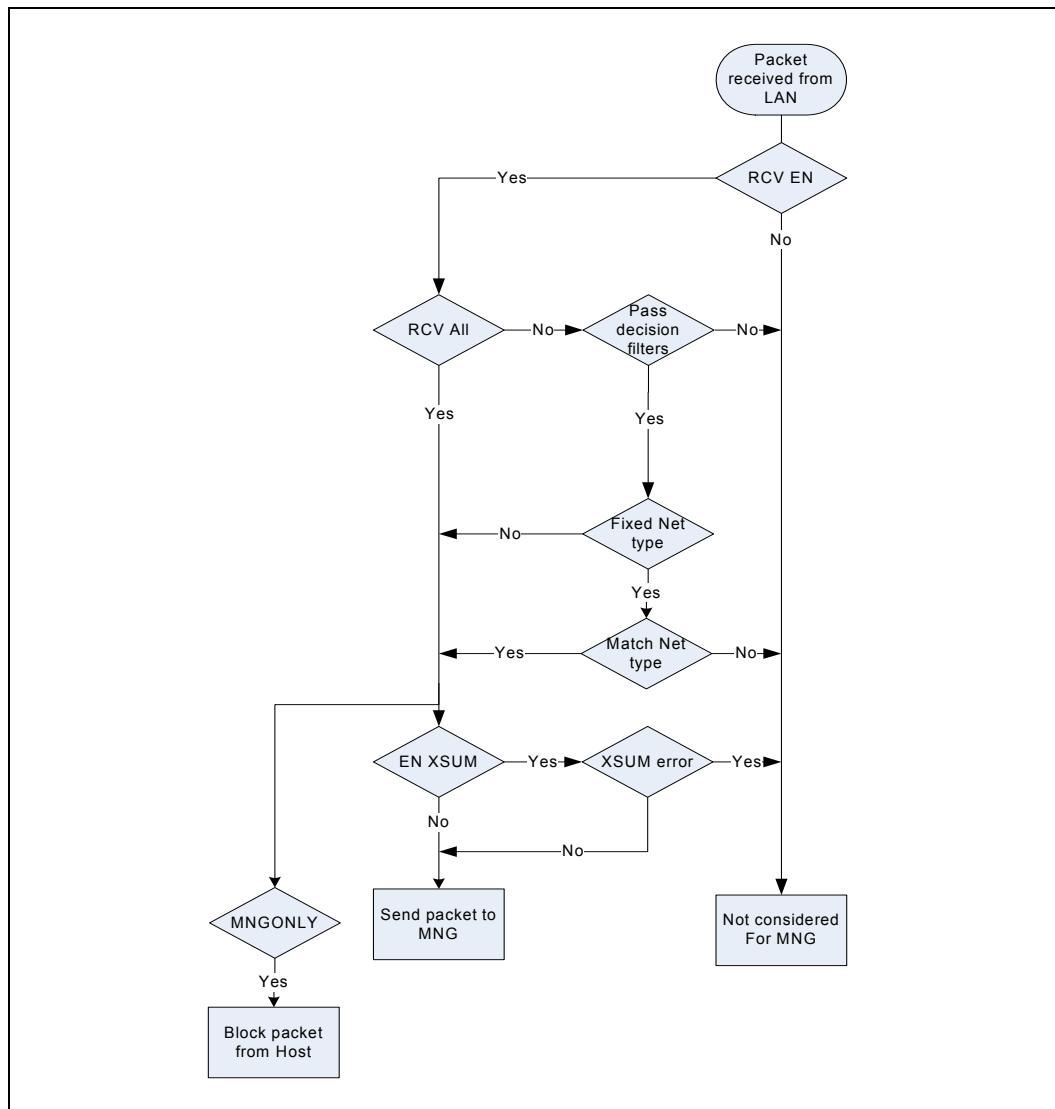 Packet
received from
LAN
RCV EN
Yes
No
RCV All
No
Pass
decision
filters
No
Yes
Yes
Fixed Net
type
No
Yes
Match Net
type
Yes
No
EN XSUM
Yes
XSUM error
Yes
No
No
MNGONLY
Send packet to
MNG
Not considered
For MNG
Yes
Block packet
from Host